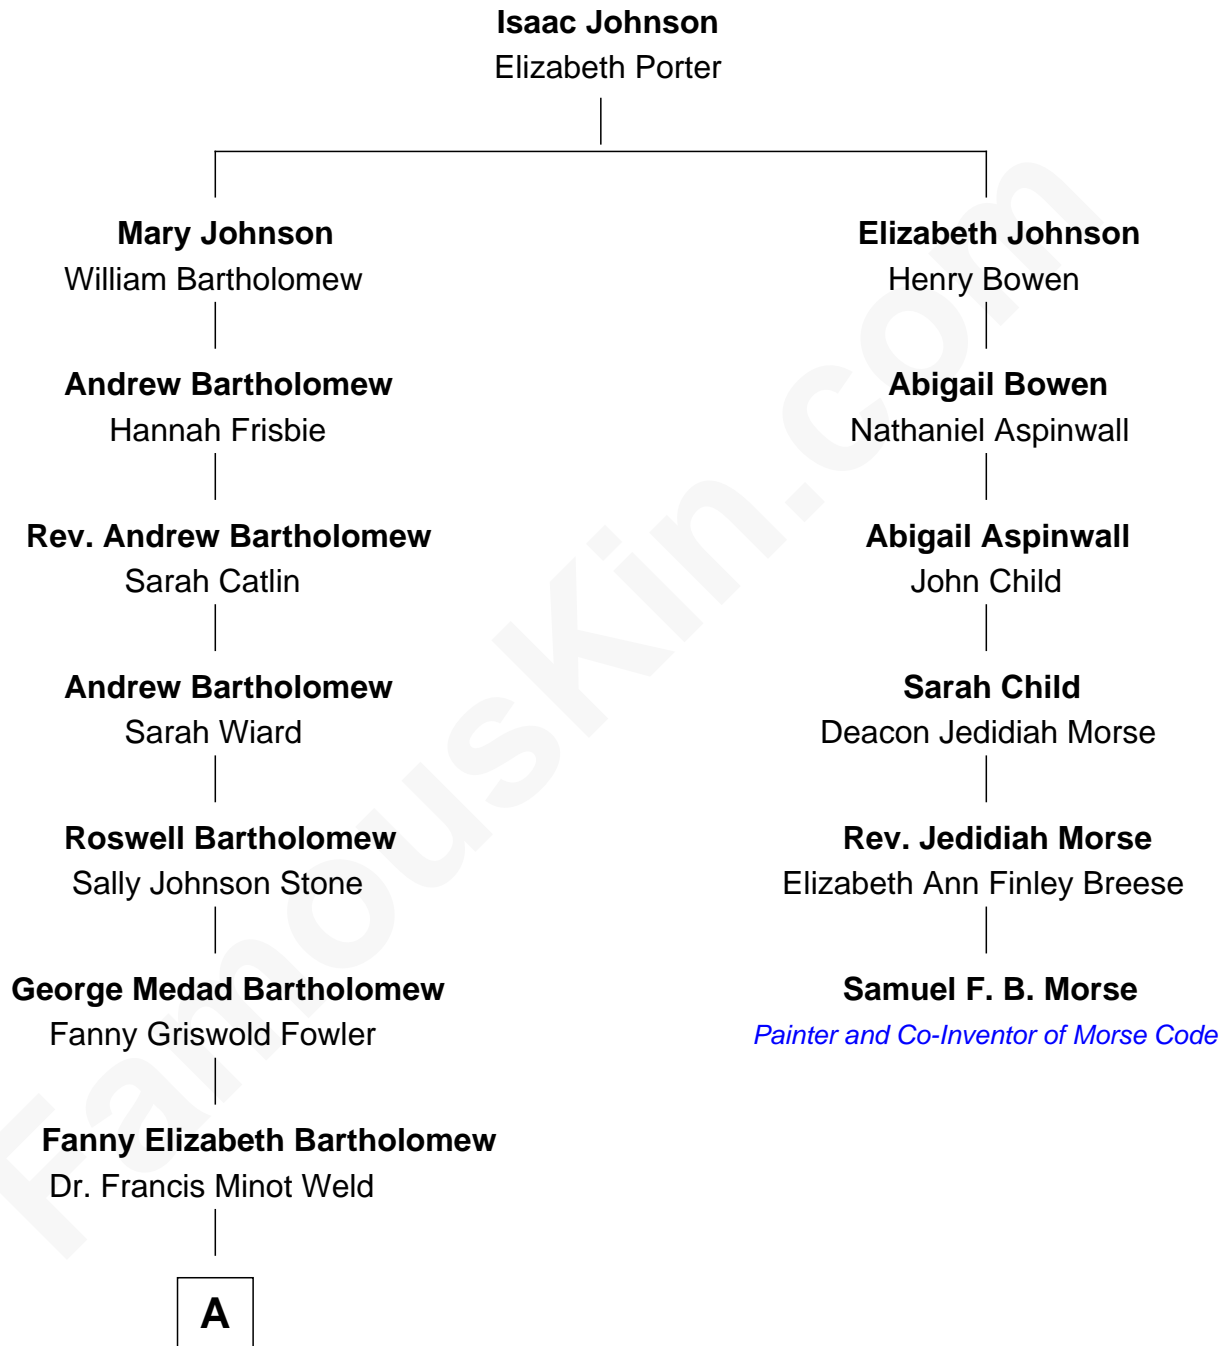 Isaac Johnson
Elizabeth Porter
Mary Johnson
William Bartholomew
Elizabeth Johnson
Henry Bowen
Andrew Bartholomew
Hannah Frisbie
Abigail Bowen
Nathaniel Aspinwall
Rev. Andrew Bartholomew
Sarah Catlin
Abigail Aspinwall
John Child
Andrew Bartholomew
Sarah Wiard
Sarah Child
Deacon Jedidiah Morse
Roswell Bartholomew
Sally Johnson Stone
Rev. Jedidiah Morse
Elizabeth Ann Finley Breese
George Medad Bartholomew
Fanny Griswold Fowler
Samuel F. B. Morse
Painter and Co-Inventor of Morse Code
Fanny Elizabeth Bartholomew
Dr. Francis Minot Weld
A
FamousKin.com